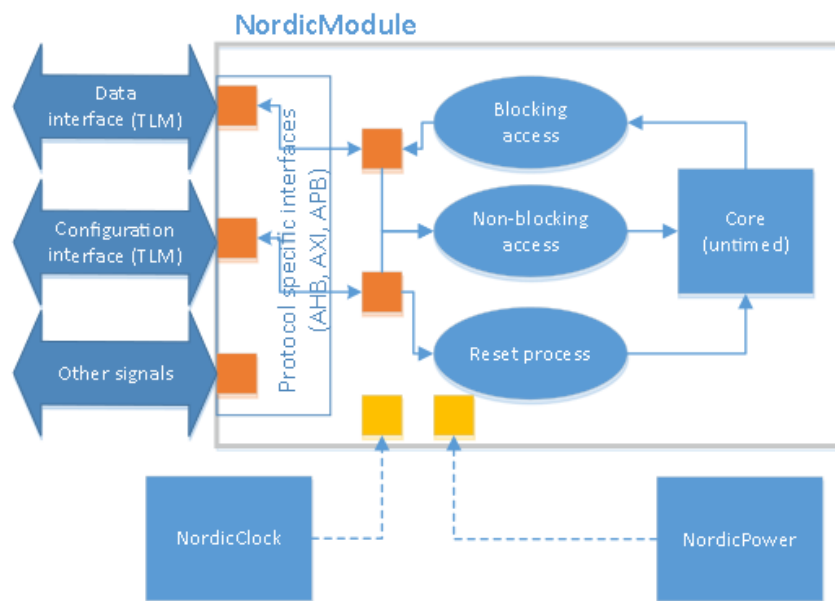 NordicModule
Data
interface (TLM)
Configuration
interface (TLM)
Other signals
Protocol specific interfaces
(AHB, AXI, APB)
Blocking
access
Non-blocking
access
Reset process
Core
(untimed)
NordicClock
NordicPower